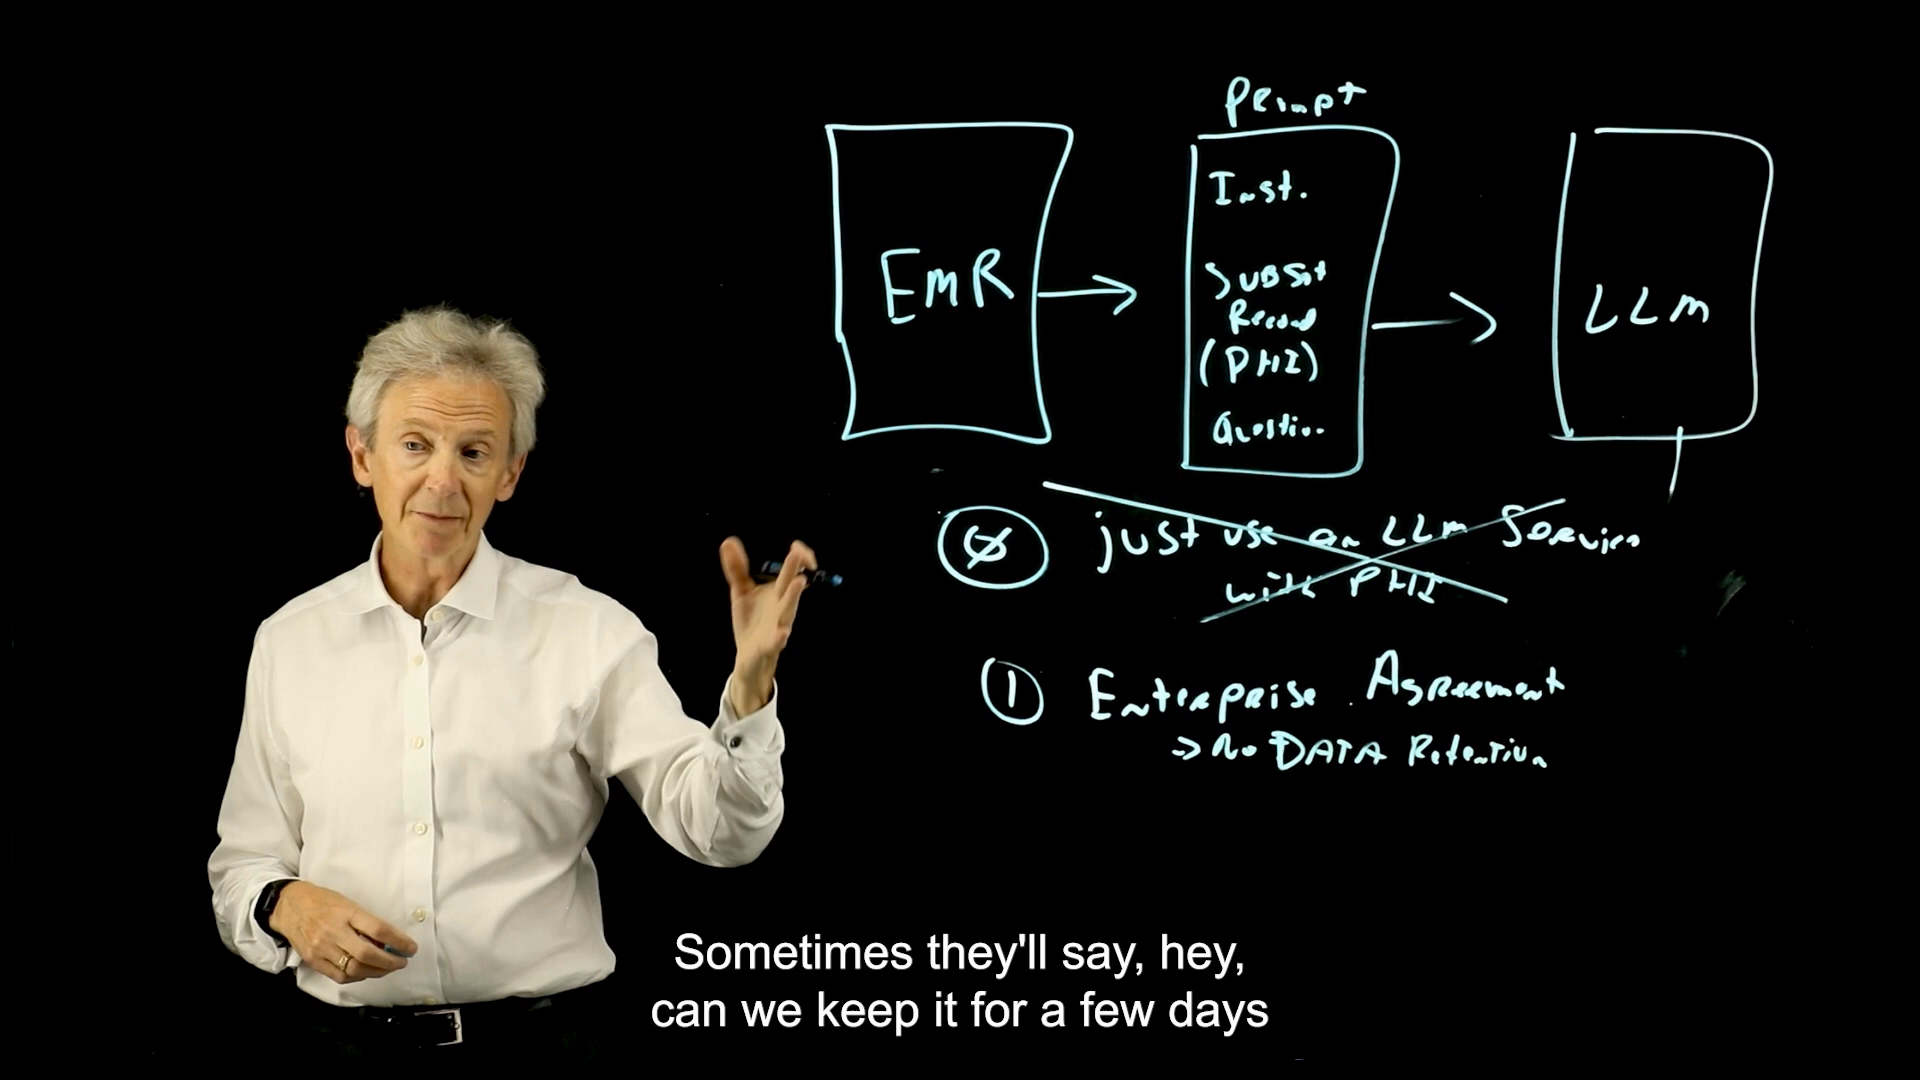 Prompt
EMR
Inst.
SUBSet
Record
(PHI)
Question
LLM
0 just use an LLM Service
with PHI
1 Enterprise Agreement
-> No DATA Retention
Sometimes they'll say, hey,
can we keep it for a few days